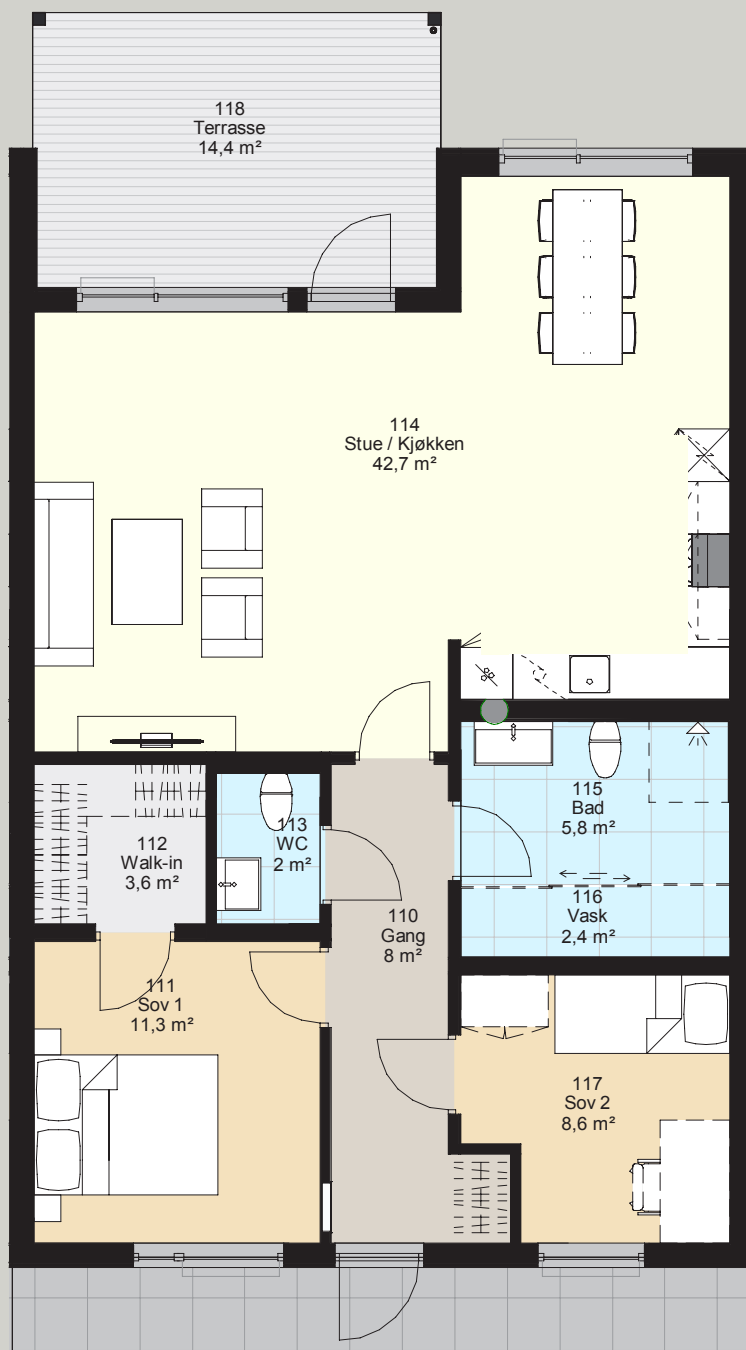 118
Terrasse
14,4 m²
114
Stue / Kjøkken
42,7 m²
115
Bad
5,8 m²
113
WC
2 m²
112
Walk-in
3,6 m²
116
Vask
2,4 m²
110
Gang
8 m²
111
Sov 1
11,3 m²
117
Sov 2
8,6 m²